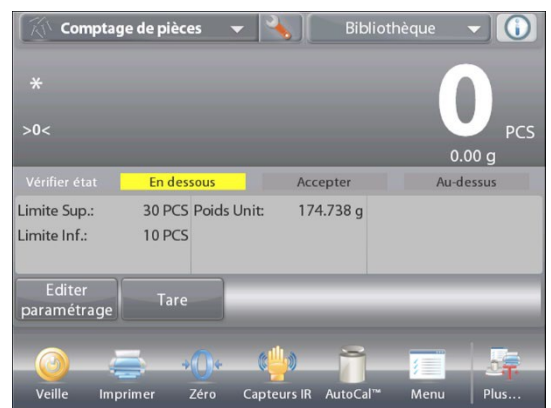 Comptage de pièces Bibliothèque
*
0
>0< PCS
0.00 g
Vérifier état En dessous Accepter Au-dessus
Limite Sup.: 30 PCS Poids Unit: 174.738 g
Limite Inf.: 10 PCS
Editer
paramétrage
Tare
Veille Imprimer Zéro Capteurs IR AutoCal™ Menu Plus...